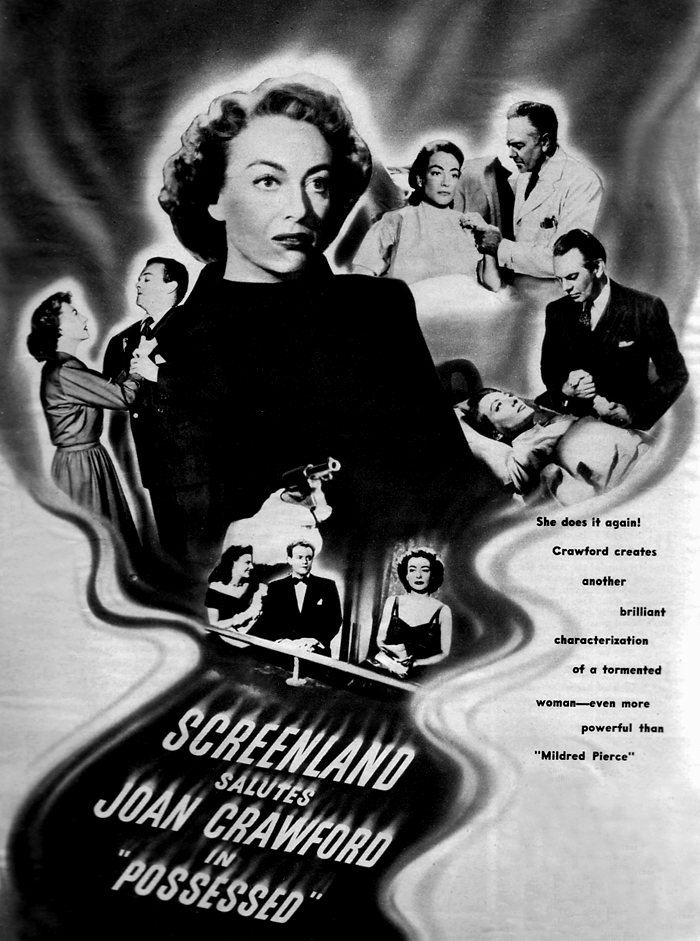 She does it again!
Crawford creates
another
brilliant
characterization
of a tormented
woman—even more
powerful than
"Mildred Pierce"
SCREENLAND
SALUTES
JOAN CRAWFORD
IN
"POSSESSED"